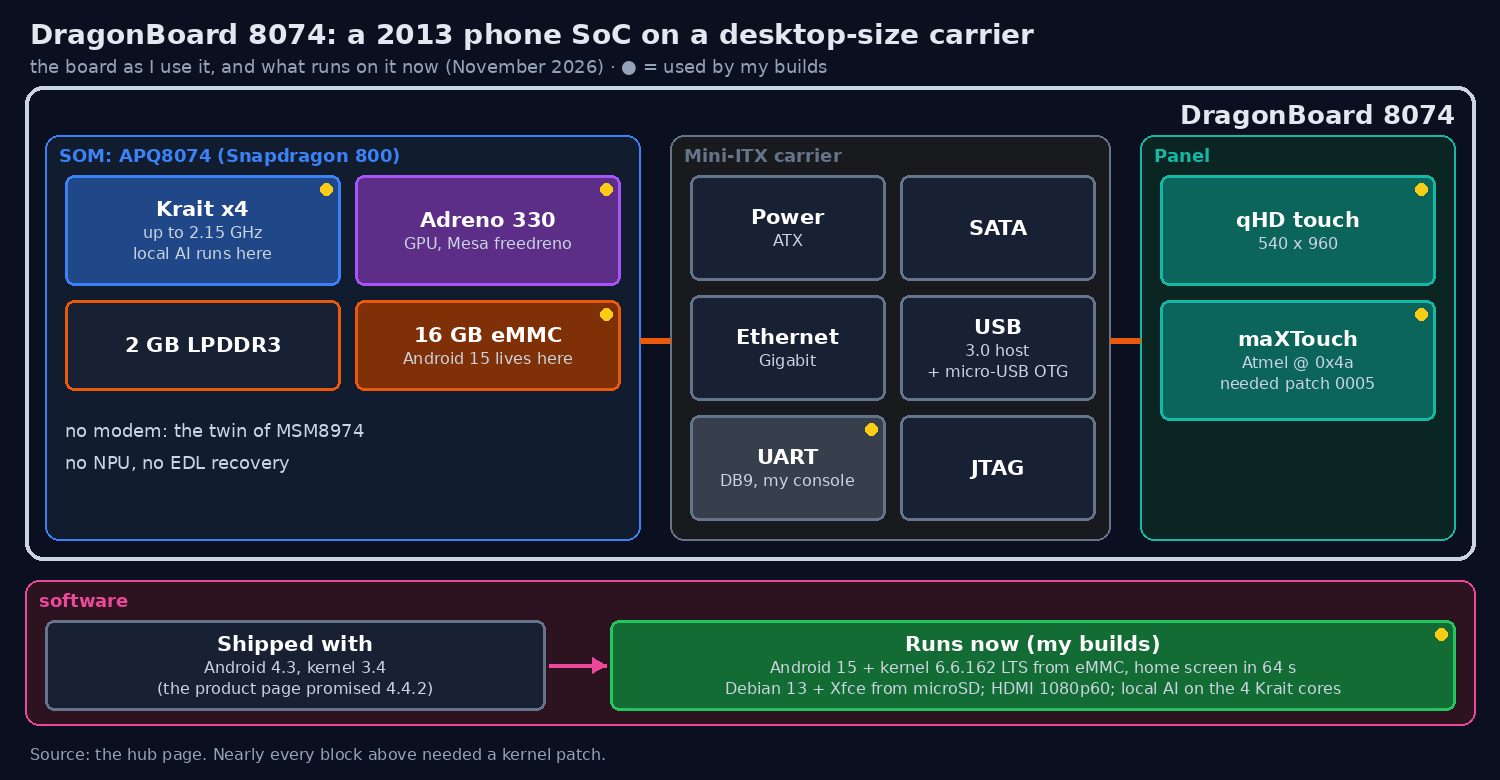 DragonBoard 8074: a 2013 phone SoC on a desktop-size carrier
the board as I use it, and what runs on it now (November 2026) · ● = used by my builds
DragonBoard 8074
SOM: APQ8074 (Snapdragon 800)
Krait x4
up to 2.15 GHz
local AI runs here
Adreno 330
GPU, Mesa freedreno
2 GB LPDDR3
16 GB eMMC
Android 15 lives here
no modem: the twin of MSM8974
no NPU, no EDL recovery
Mini-ITX carrier
Power
ATX
SATA
Ethernet
Gigabit
USB
3.0 host
+ micro-USB OTG
UART
DB9, my console
JTAG
Panel
qHD touch
540 x 960
maXTouch
Atmel @ 0x4a
needed patch 0005
software
Shipped with
Android 4.3, kernel 3.4
(the product page promised 4.4.2)
Runs now (my builds)
Android 15 + kernel 6.6.162 LTS from eMMC, home screen in 64 s
Debian 13 + Xfce from microSD; HDMI 1080p60; local AI on the 4 Krait cores
Source: the hub page. Nearly every block above needed a kernel patch.